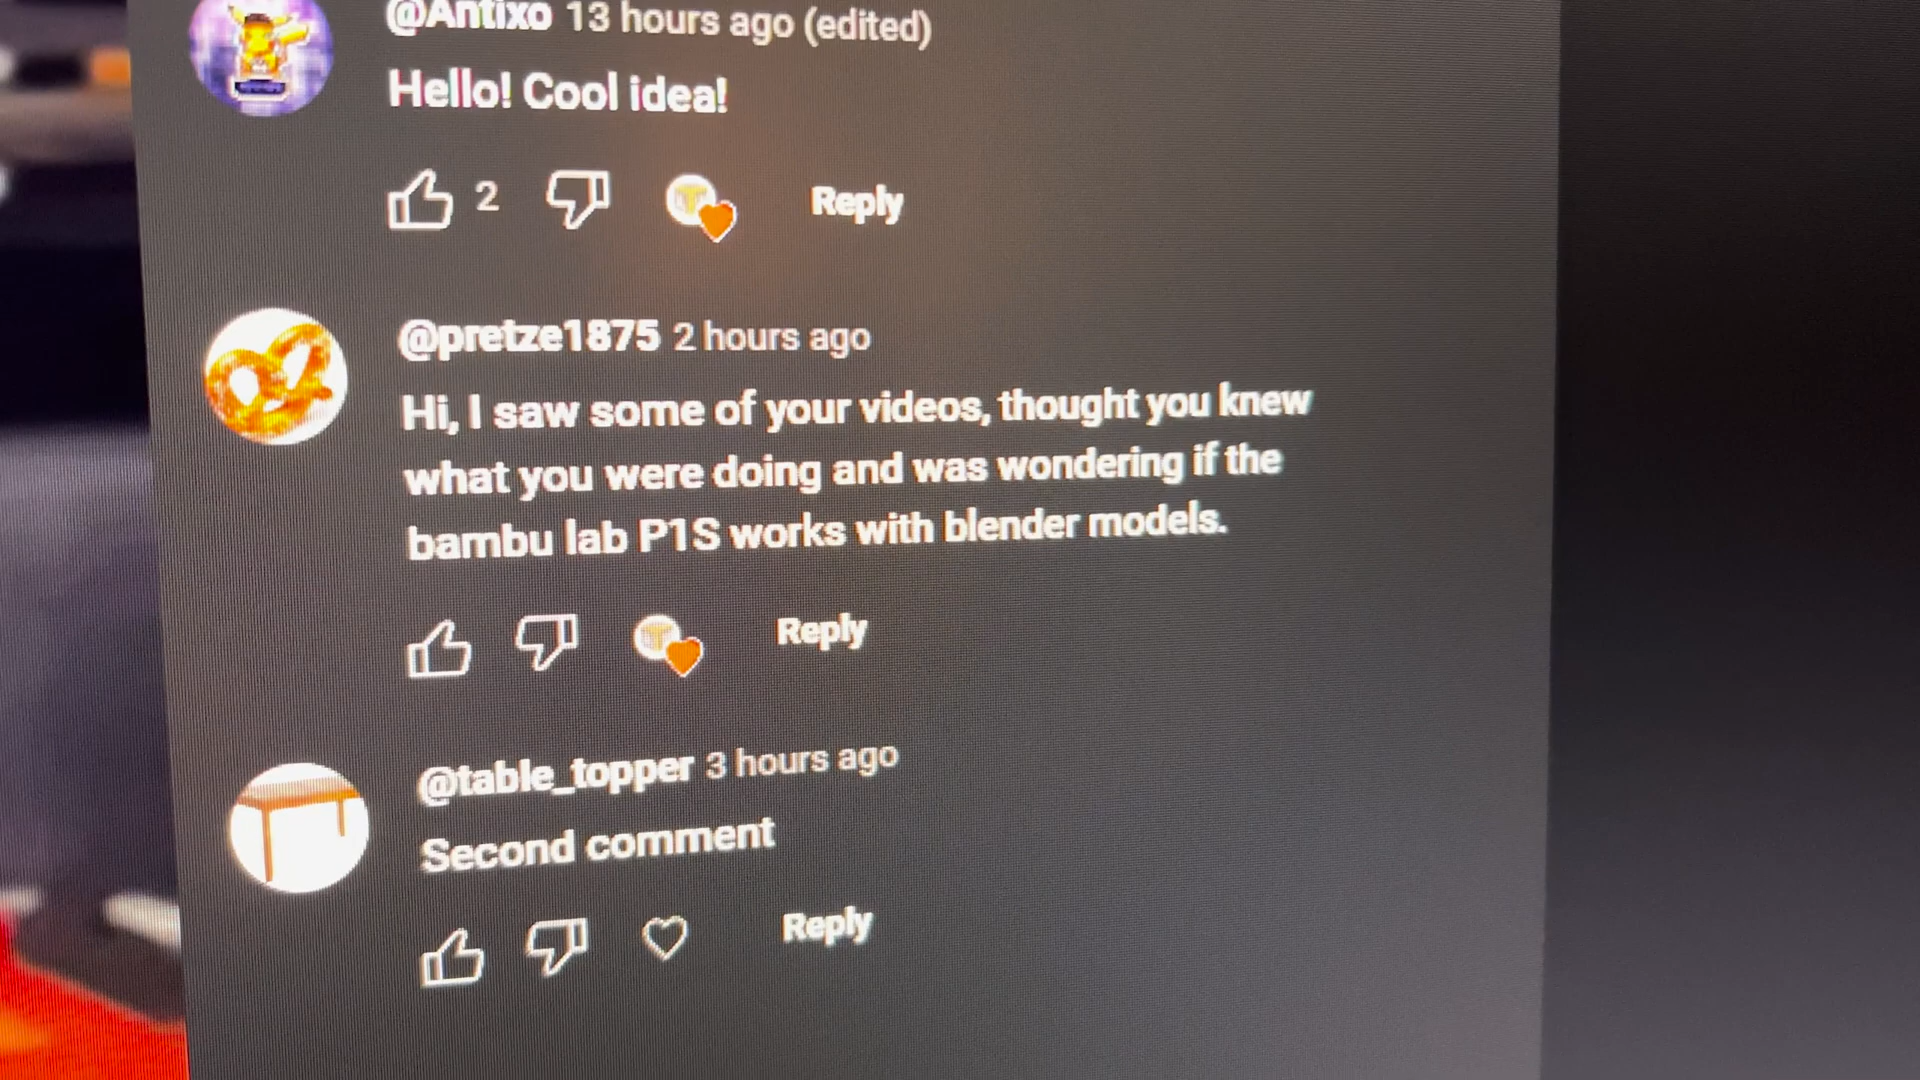 @Antixo 13 hours ago (edited)
Hello! Cool idea!
2 Reply
@pretze1875 2 hours ago
Hi, I saw some of your videos, thought you knew
what you were doing and was wondering if the
bambu lab P1S works with blender models.
Reply
@table_topper 3 hours ago
Second comment
Reply